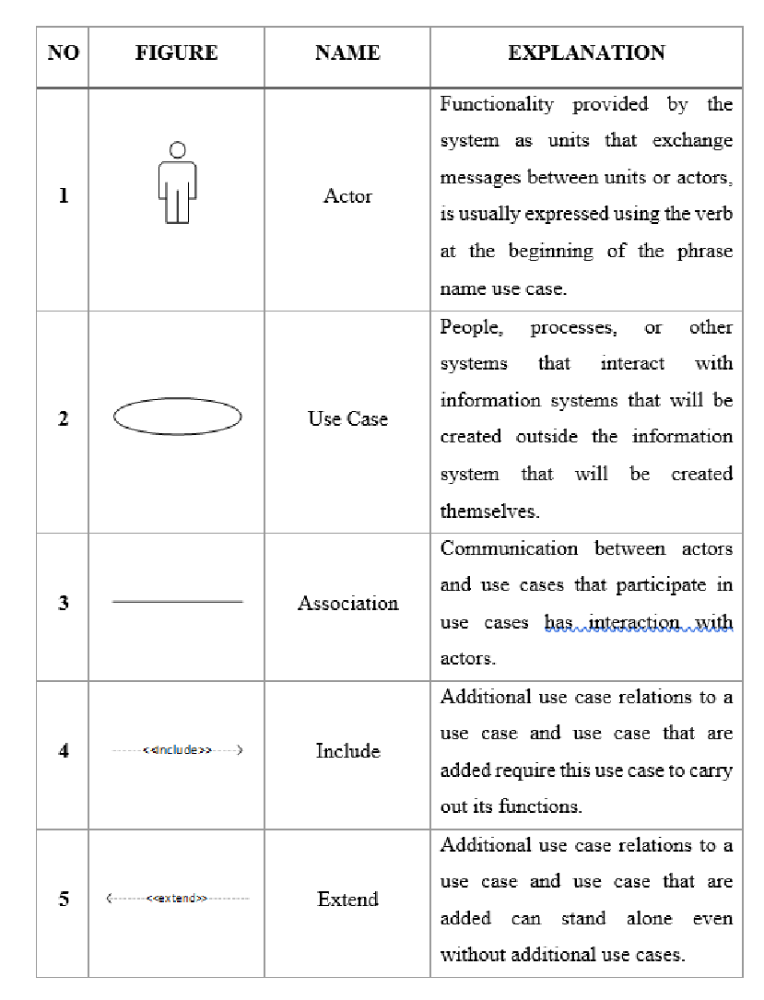 NO FIGURE NAME EXPLANATION
1 Actor
Functionality provided by the
system as units that exchange
messages between units or actors,
is usually expressed using the verb
at the beginning of the phrase
name use case.
2 Use Case
People, processes, or other
systems that interact with
information systems that will be
created outside the information
system that will be created
themselves.
3 Association
Communication between actors
and use cases that participate in
use cases has interaction with
actors.
4 <<include>> Include
Additional use case relations to a
use case and use case that are
added require this use case to carry
out its functions.
5 <<extend>> Extend
Additional use case relations to a
use case and use case that are
added can stand alone even
without additional use cases.